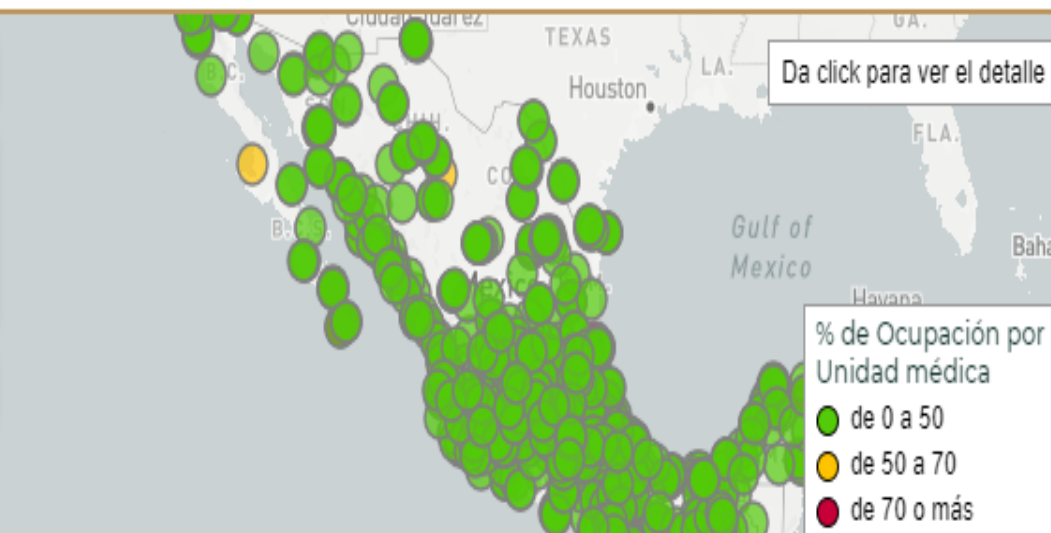 Ciudad Juárez
GA.
TEXAS
LA.
Da click para ver el detalle
B.C.
Houston
FLA.
Gulf of
Mexico
B.C.S.
Baha
Havana
% de Ocupación por
Unidad médica
de 0 a 50
de 50 a 70
de 70 o más